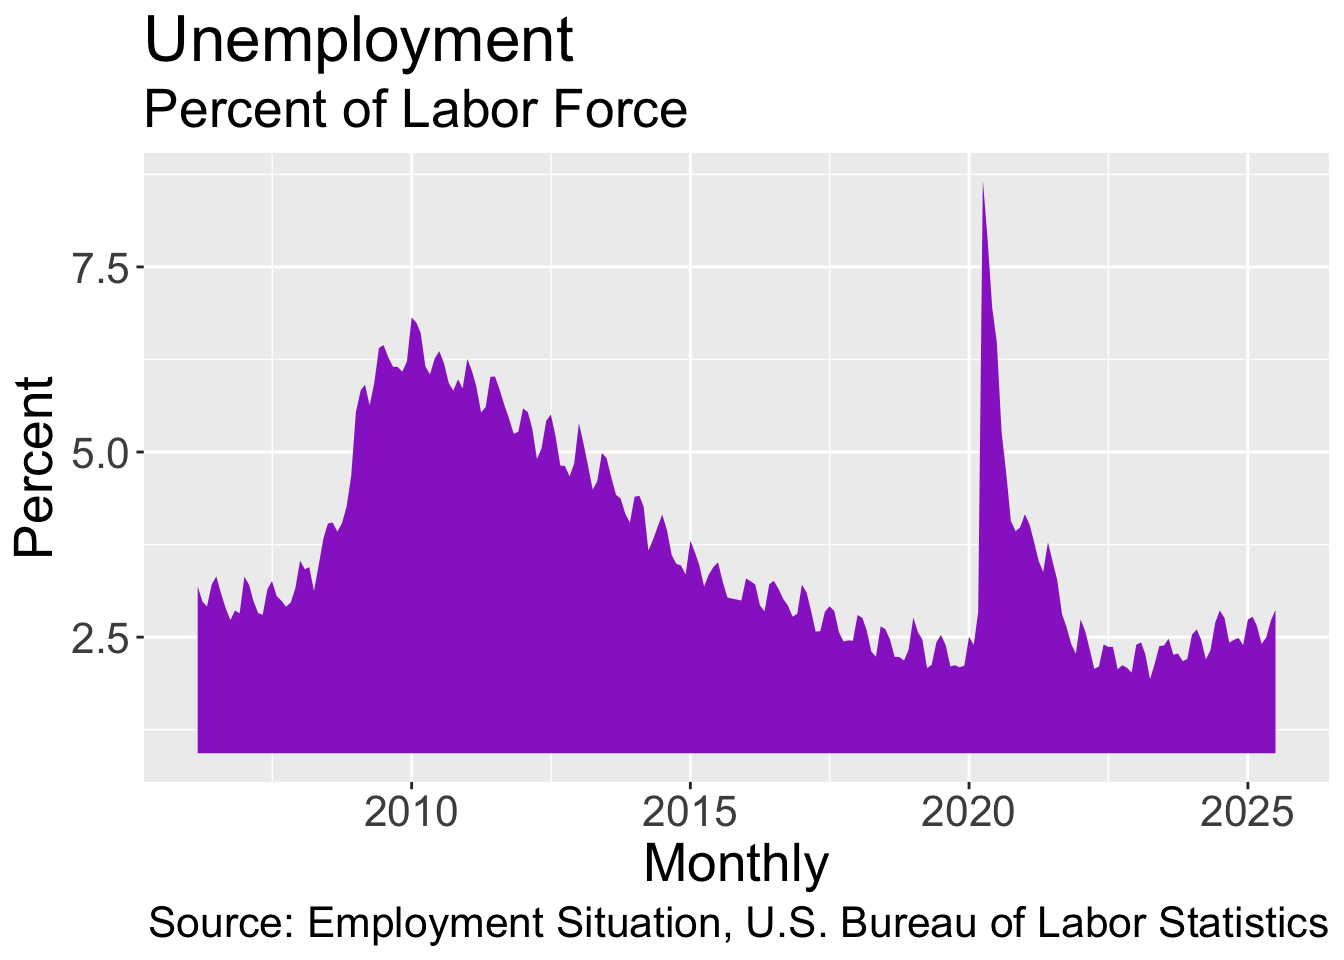 Unemployment
Percent of Labor Force
Percent
7.5
5.0
2.5
2010 2015 2020 2025
Monthly
Source: Employment Situation, U.S. Bureau of Labor Statistics